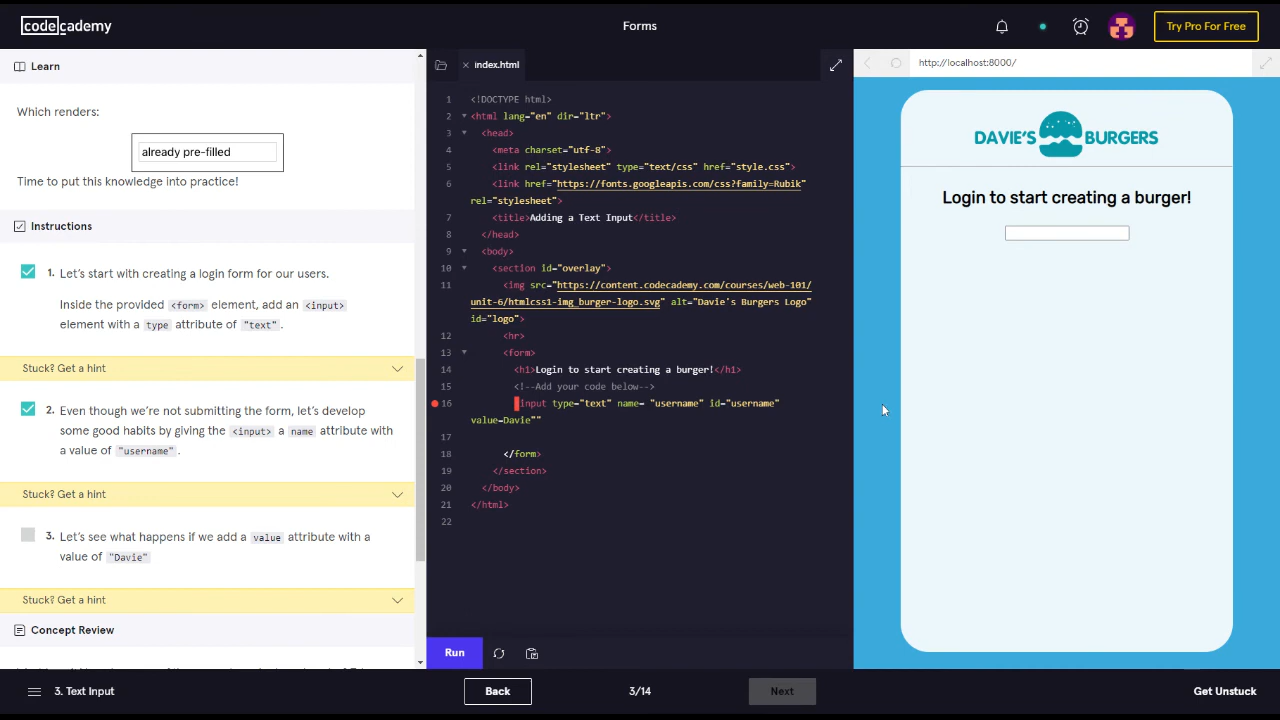 codecademy
Forms
Try Pro For Free
Learn
Which renders:
already pre-filled
Time to put this knowledge into practice!
Instructions
1. Let's start with creating a login form for our users.
Inside the provided <form> element, add an <input>
element with a type attribute of "text".
Stuck? Get a hint
2. Even though we're not submitting the form, let's develop
some good habits by giving the <input> a name attribute with
a value of "username".
Stuck? Get a hint
3. Let's see what happens if we add a value attribute with a
value of "Davie"
Stuck? Get a hint
Concept Review
index.html
1 <!DOCTYPE html>
2 <html lang="en" dir="ltr">
3 <head>
4 <meta charset="utf-8">
5 <link rel="stylesheet" type="text/css" href="style.css">
6 <link href="https://fonts.googleapis.com/css?family=Rubik"
rel="stylesheet">
7 <title>Adding a Text Input</title>
8 </head>
9 <body>
10 <section id="overlay">
11 <img src="https://content.codecademy.com/courses/web-101/
unit-6/htmlcss1-img_burger-logo.svg" alt="Davie's Burgers Logo"
id="logo">
12 <hr>
13 <form>
14 <h1>Login to start creating a burger!</h1>
15 <!--Add your code below-->
16 <input type="text" name= "username" id="username"
value=Davie""
17
18 </form>
19 </section>
20 </body>
21 </html>
22
Run
http://localhost:8000/
DAVIE'S BURGERS
Login to start creating a burger!
3. Text Input
Back
3/14
Next
Get Unstuck